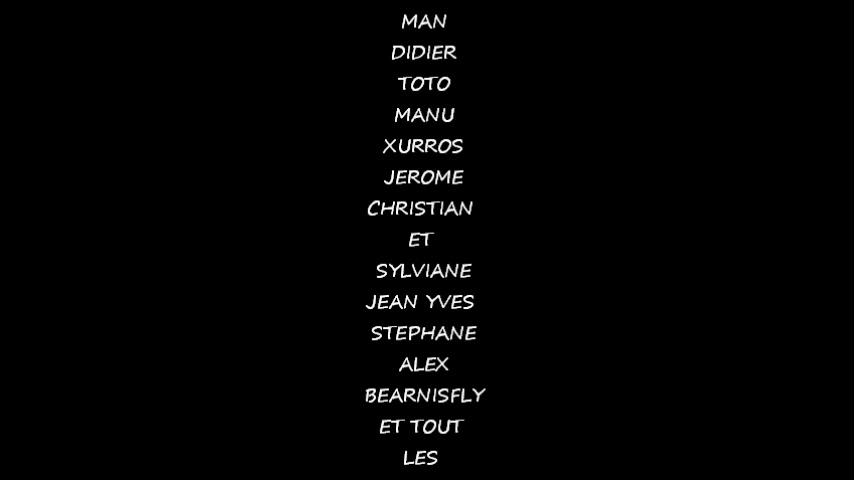 MAN
DIDIER
TOTO
MANU
XURROS
JEROME
CHRISTIAN
ET
SYLVIANE
JEAN YVES
STEPHANE
ALEX
BEARNISFLY
ET TOUT
LES